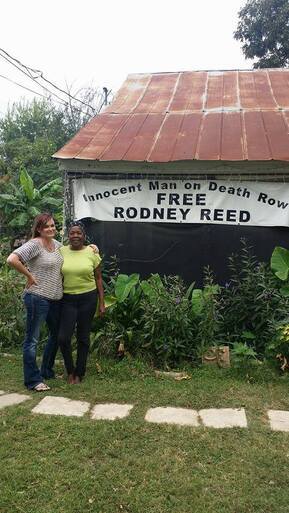 Innocent Man on Death Row
FREE
RODNEY REED